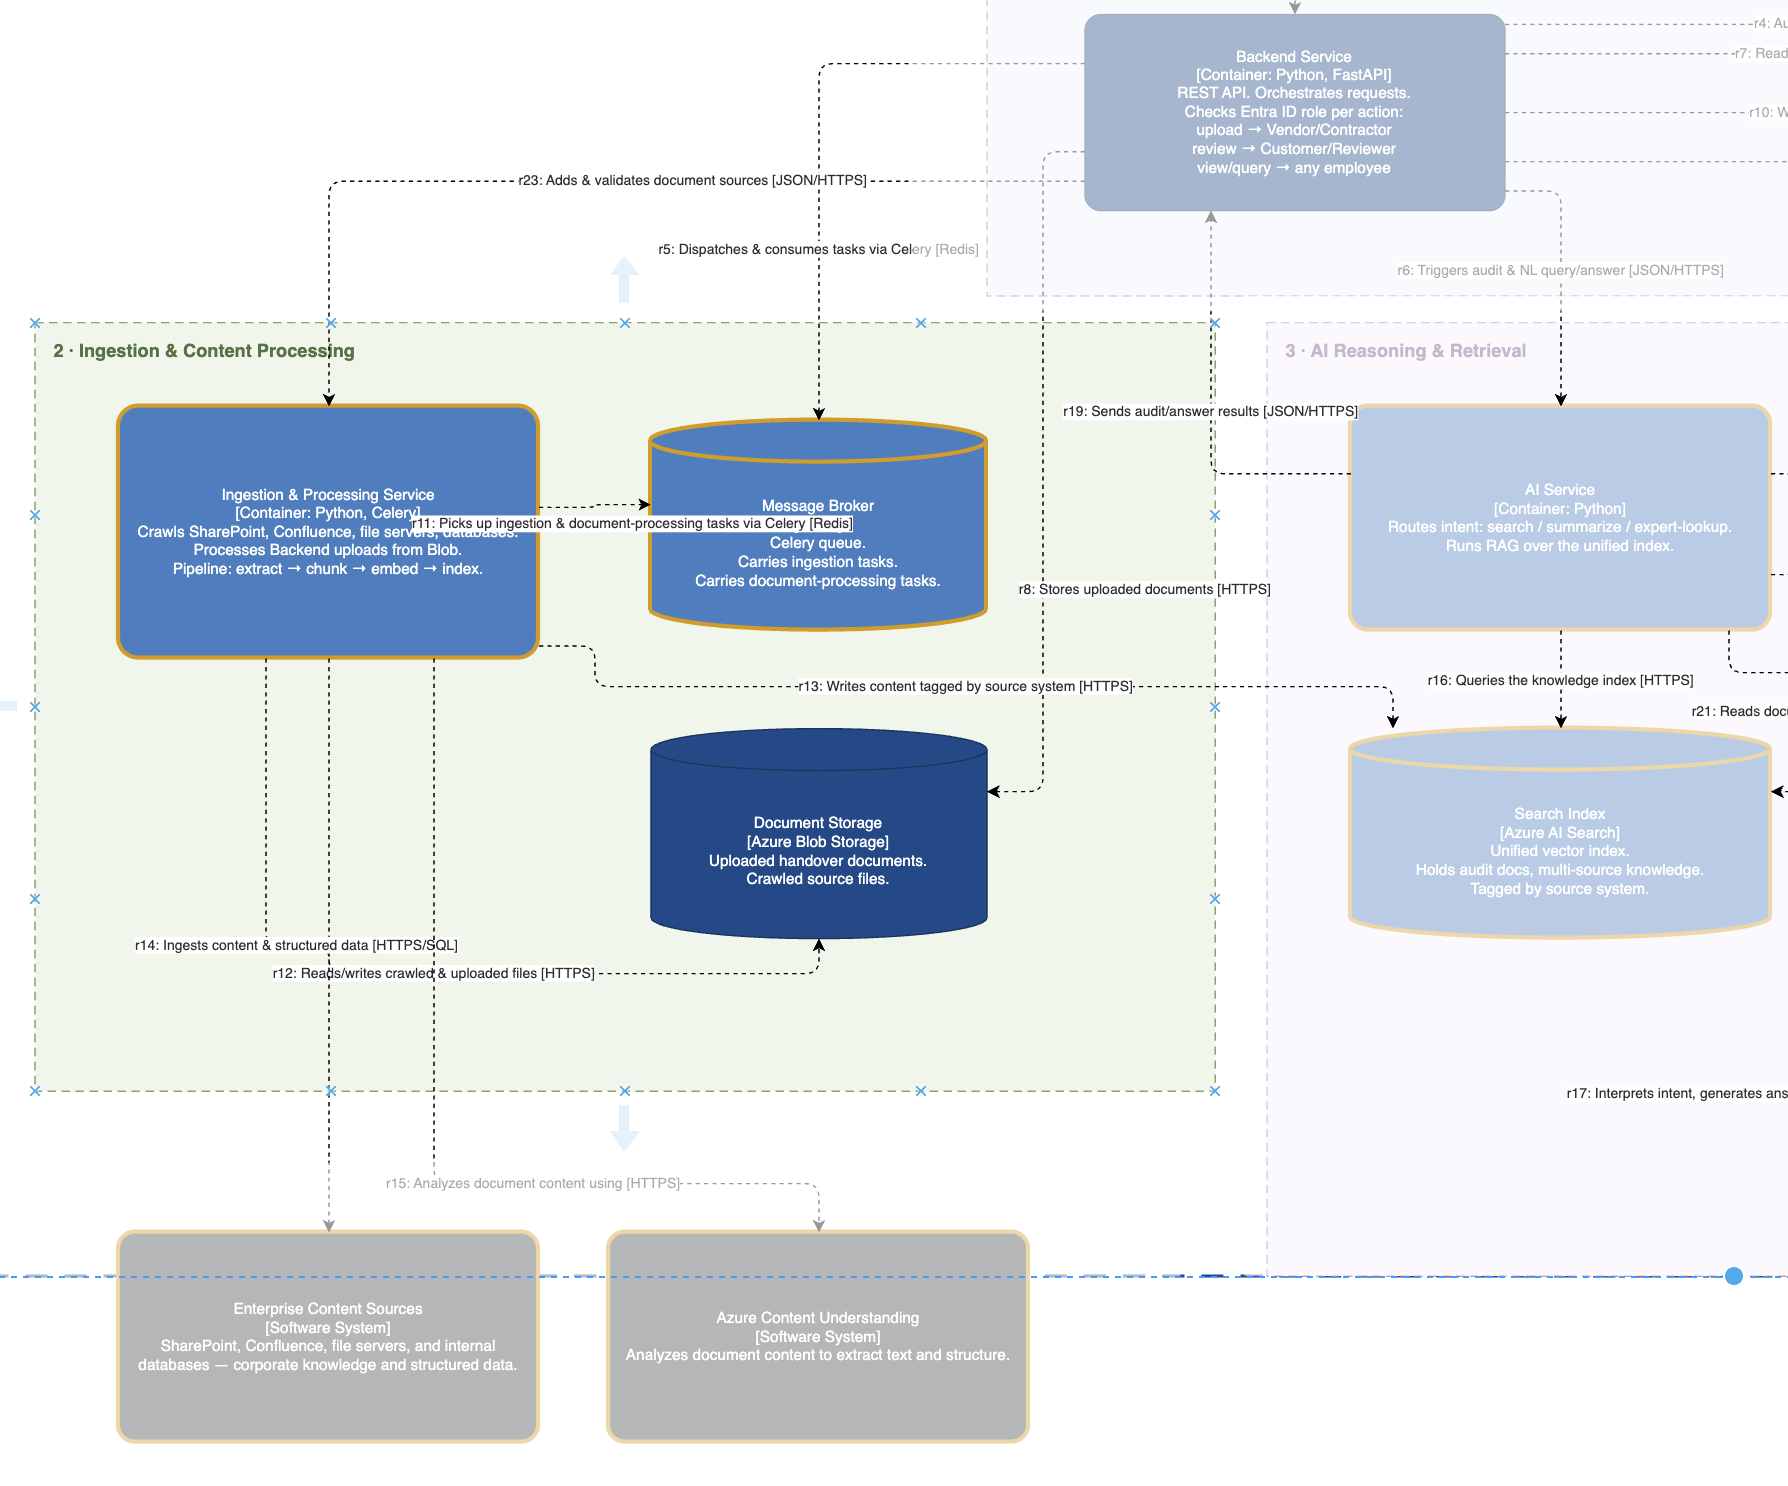 Backend Service
[Container: Python, FastAPI]
REST API. Orchestrates requests.
Checks Entra ID role per action:
upload → Vendor/Contractor
review → Customer/Reviewer
view/query → any employee
r4: Au
r7: Read
r10: W
r23: Adds & validates document sources [JSON/HTTPS]
r5: Dispatches & consumes tasks via Celery [Redis]
r6: Triggers audit & NL query/answer [JSON/HTTPS]
2 · Ingestion & Content Processing
3 · AI Reasoning & Retrieval
r19: Sends audit/answer results [JSON/HTTPS]
Ingestion & Processing Service
[Container: Python, Celery]
Crawls SharePoint, Confluence, file servers, databases.
Processes Backend uploads from Blob.
Pipeline: extract → chunk → embed → index.
r11: Picks up ingestion & document-processing tasks via Celery [Redis]
Message Broker
Celery queue.
Carries ingestion tasks.
Carries document-processing tasks.
AI Service
[Container: Python]
Routes intent: search / summarize / expert-lookup.
Runs RAG over the unified index.
r8: Stores uploaded documents [HTTPS]
r13: Writes content tagged by source system [HTTPS]
r16: Queries the knowledge index [HTTPS]
r21: Reads docu
Document Storage
[Azure Blob Storage]
Uploaded handover documents.
Crawled source files.
Search Index
[Azure AI Search]
Unified vector index.
Holds audit docs, multi-source knowledge.
Tagged by source system.
r14: Ingests content & structured data [HTTPS/SQL]
r12: Reads/writes crawled & uploaded files [HTTPS]
r17: Interprets intent, generates ans
r15: Analyzes document content using [HTTPS]
Enterprise Content Sources
[Software System]
SharePoint, Confluence, file servers, and internal
databases — corporate knowledge and structured data.
Azure Content Understanding
[Software System]
Analyzes document content to extract text and structure.